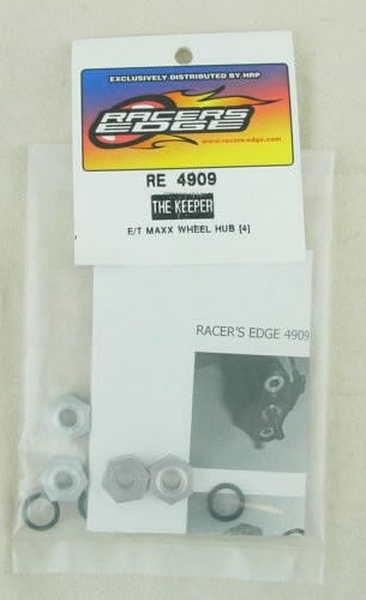 EXCLUSIVELY DISTRIBUTED BY HRP
RACERS
EDGE
www.racers-edge.com
RE 4909
THE KEEPER
E/T MAXX WHEEL HUB [4]
RACER'S EDGE 4909